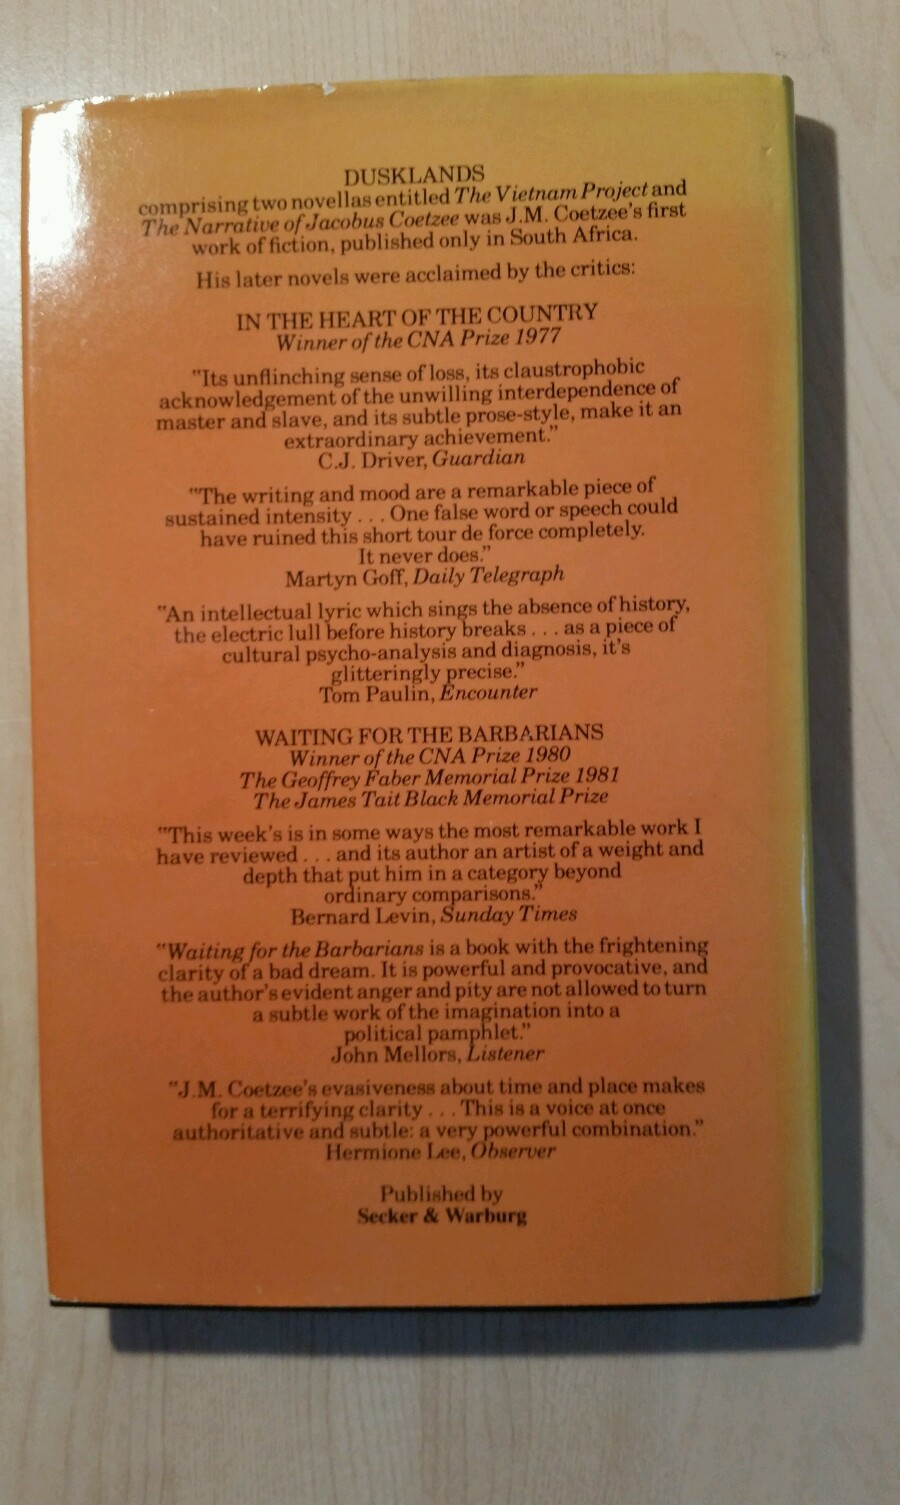 DUSKLANDS
comprising two novellas entitled The Vietnam Project and
The Narrative of Jacobus Coetzee was J.M. Coetzee's first
work of fiction, published only in South Africa.
His later novels were acclaimed by the critics:
IN THE HEART OF THE COUNTRY
Winner of the CNA Prize 1977
"Its unflinching sense of loss, its claustrophobic
acknowledgement of the unwilling interdependence of
master and slave, and its subtle prose-style, make it an
extraordinary achievement."
C.J. Driver, Guardian
"The writing and mood are a remarkable piece of
sustained intensity . . . One false word or speech could
have ruined this short tour de force completely.
It never does."
Martyn Goff, Daily Telegraph
"An intellectual lyric which sings the absence of history,
the electric lull before history breaks . . . as a piece of
cultural psycho-analysis and diagnosis, it's
glitteringly precise."
Tom Paulin, Encounter
WAITING FOR THE BARBARIANS
Winner of the CNA Prize 1980
The Geoffrey Faber Memorial Prize 1981
The James Tait Black Memorial Prize
"This week's is in some ways the most remarkable work I
have reviewed . . . and its author an artist of a weight and
depth that put him in a category beyond
ordinary comparisons."
Bernard Levin, Sunday Times
"Waiting for the Barbarians is a book with the frightening
clarity of a bad dream. It is powerful and provocative, and
the author's evident anger and pity are not allowed to turn
a subtle work of the imagination into a
political pamphlet."
John Mellors, Listener
"J.M. Coetzee's evasiveness about time and place makes
for a terrifying clarity . . . This is a voice at once
authoritative and subtle: a very powerful combination."
Hermione Lee, Observer
Published by
Secker & Warburg